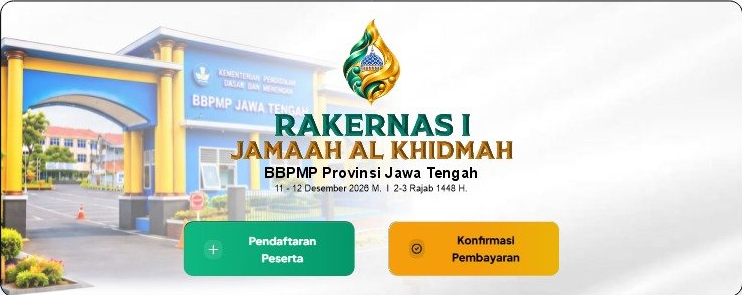 KEMENTERIAN PENDIDIKAN
DASAR DAN MENENGAH
BBPMP JAWA TENGAH
RAKERNAS I
JAMAAH AL KHIDMAH
BBPMP Provinsi Jawa Tengah
11 - 12 Desember 2026 M. I 2-3 Rajab 1448 H.
Pendaftaran
Peserta
Konfirmasi
Pembayaran